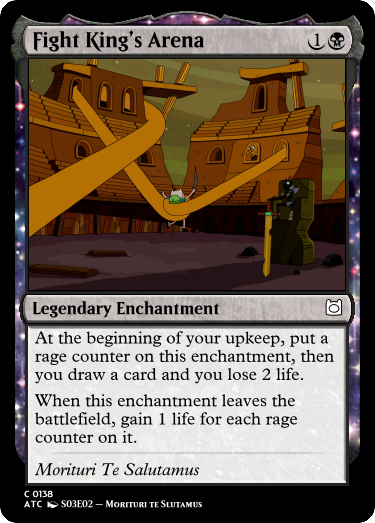 Fight King's Arena 1
Legendary Enchantment
At the beginning of your upkeep, put a
rage counter on this enchantment, then
you draw a card and you lose 2 life.
When this enchantment leaves the
battlefield, gain 1 life for each rage
counter on it.
Morituri Te Salutamus
C 0138
ATC S03E02 – Morituri te Slutamus